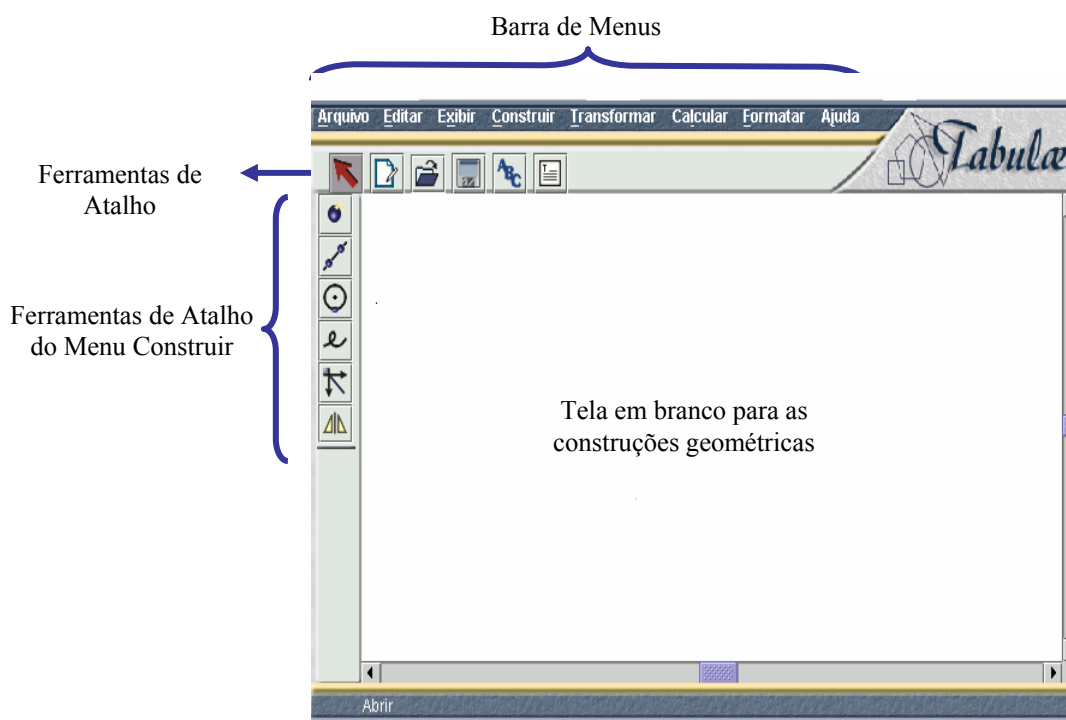 Barra de Menus
Arquivo Editar Exibir Construir Transformar Calcular Formatar Ajuda
Tabulæ
Ferramentas de
Atalho
ABC
Ferramentas de Atalho
do Menu Construir
Tela em branco para as
construções geométricas
Abrir